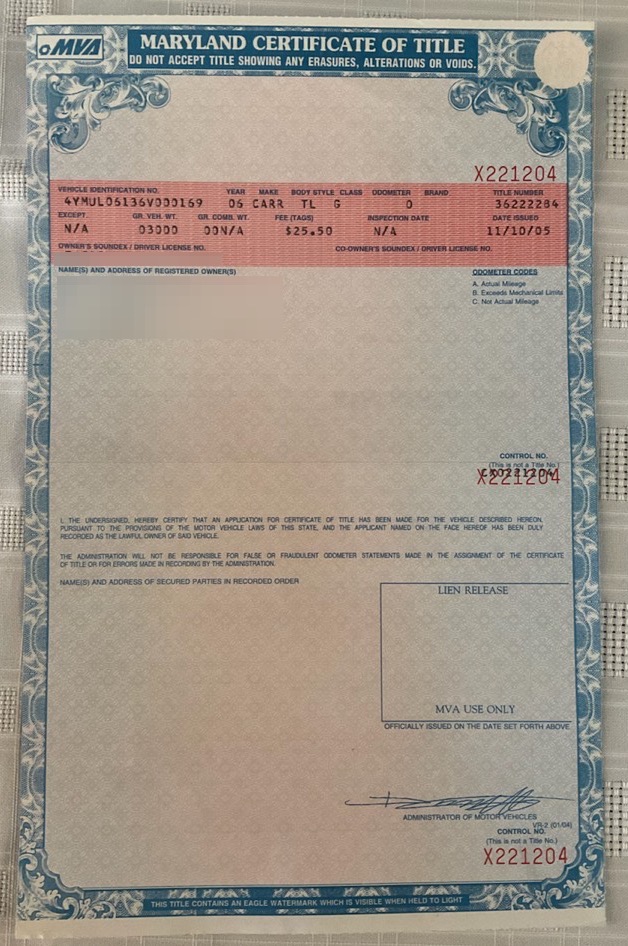 MVA
MARYLAND CERTIFICATE OF TITLE
DO NOT ACCEPT TITLE SHOWING ANY ERASURES, ALTERATIONS OR VOIDS.
X221204
VEHICLE IDENTIFICATION NO. YEAR MAKE BODY STYLE CLASS ODOMETER BRAND TITLE NUMBER
4YMUL06136V000169 06 CARR TL G 0 36222284
EXCEPT. GR. VEH. WT. GR. COMB. WT. FEE (TAGS) INSPECTION DATE DATE ISSUED
N/A 03000 00N/A $25.50 N/A 11/10/05
OWNER'S SOUNDEX / DRIVER LICENSE NO. CO-OWNER'S SOUNDEX / DRIVER LICENSE NO.
NAME(S) AND ADDRESS OF REGISTERED OWNER(S)
ODOMETER CODES
A. Actual Mileage
B. Exceeds Mechanical Limits
C. Not Actual Mileage
CONTROL NO.
(This is not a Title No.)
X221204
I, THE UNDERSIGNED, HEREBY CERTIFY THAT AN APPLICATION FOR CERTIFICATE OF TITLE HAS BEEN MADE FOR THE VEHICLE DESCRIBED HEREON,
PURSUANT TO THE PROVISIONS OF THE MOTOR VEHICLE LAWS OF THIS STATE, AND THE APPLICANT NAMED ON THE FACE HEREOF HAS BEEN DULY
RECORDED AS THE LAWFUL OWNER OF SAID VEHICLE.
THE ADMINISTRATION WILL NOT BE RESPONSIBLE FOR FALSE OR FRAUDULENT ODOMETER STATEMENTS MADE IN THE ASSIGNMENT OF THE CERTIFICATE
OF TITLE OR FOR ERRORS MADE IN RECORDING BY THE ADMINISTRATION.
NAME(S) AND ADDRESS OF SECURED PARTIES IN RECORDED ORDER
LIEN RELEASE
MVA USE ONLY
OFFICIALLY ISSUED ON THE DATE SET FORTH ABOVE
ADMINISTRATOR OF MOTOR VEHICLES
VR-2 (01/04)
CONTROL NO.
(This is not a Title No.)
X221204
THIS TITLE CONTAINS AN EAGLE WATERMARK WHICH IS VISIBLE WHEN HELD TO LIGHT